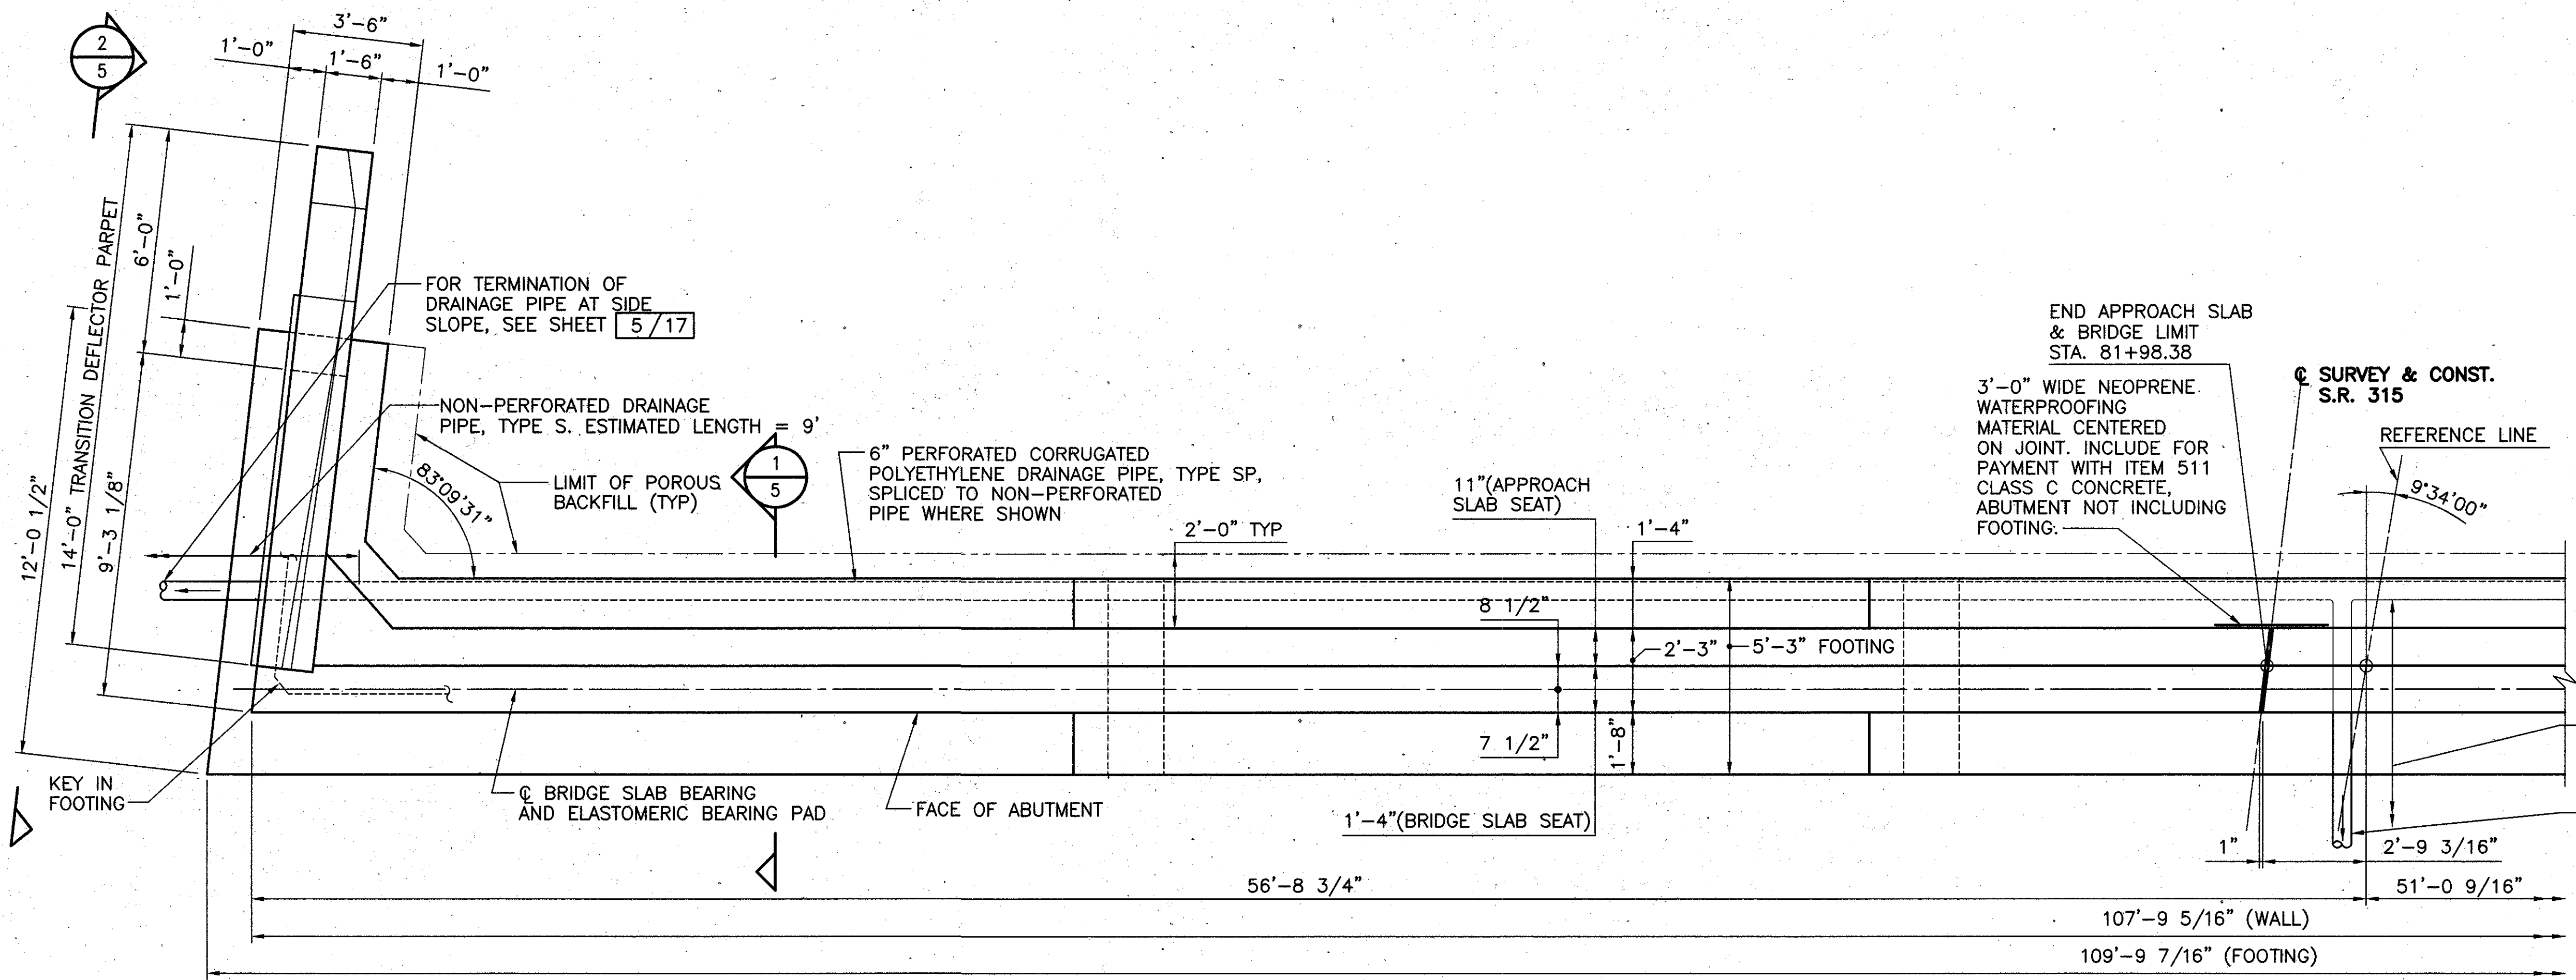 2
5
3'-6"
1'-0"
1'-6"
1'-0"
14'-0" TRANSITION DEFLECTOR PARPET
6'-0"
1'-0"
12'-0 1/2"
9'-3 1/8"
FOR TERMINATION OF
DRAINAGE PIPE AT SIDE
SLOPE, SEE SHEET 5/17
NON-PERFORATED DRAINAGE
PIPE, TYPE S. ESTIMATED LENGTH = 9'
LIMIT OF POROUS
BACKFILL (TYP)
83°09'31"
1
5
6" PERFORATED CORRUGATED
POLYETHYLENE DRAINAGE PIPE, TYPE SP,
SPLICED TO NON-PERFORATED
PIPE WHERE SHOWN
2'-0" TYP
11"(APPROACH
SLAB SEAT)
1'-4"
8 1/2"
2'-3"
5'-3" FOOTING
7 1/2"
1'-8"
1'-4"(BRIDGE SLAB SEAT)
END APPROACH SLAB
& BRIDGE LIMIT
STA. 81+98.38
3'-0" WIDE NEOPRENE
WATERPROOFING
MATERIAL CENTERED
ON JOINT. INCLUDE FOR
PAYMENT WITH ITEM 511
CLASS C CONCRETE,
ABUTMENT NOT INCLUDING
FOOTING.
℄ SURVEY & CONST.
S.R. 315
REFERENCE LINE
9°34'00"
KEY IN
FOOTING
℄ BRIDGE SLAB BEARING
AND ELASTOMERIC BEARING PAD
FACE OF ABUTMENT
1"
2'-9 3/16"
56'-8 3/4"
51'-0 9/16"
107'-9 5/16" (WALL)
109'-9 7/16" (FOOTING)